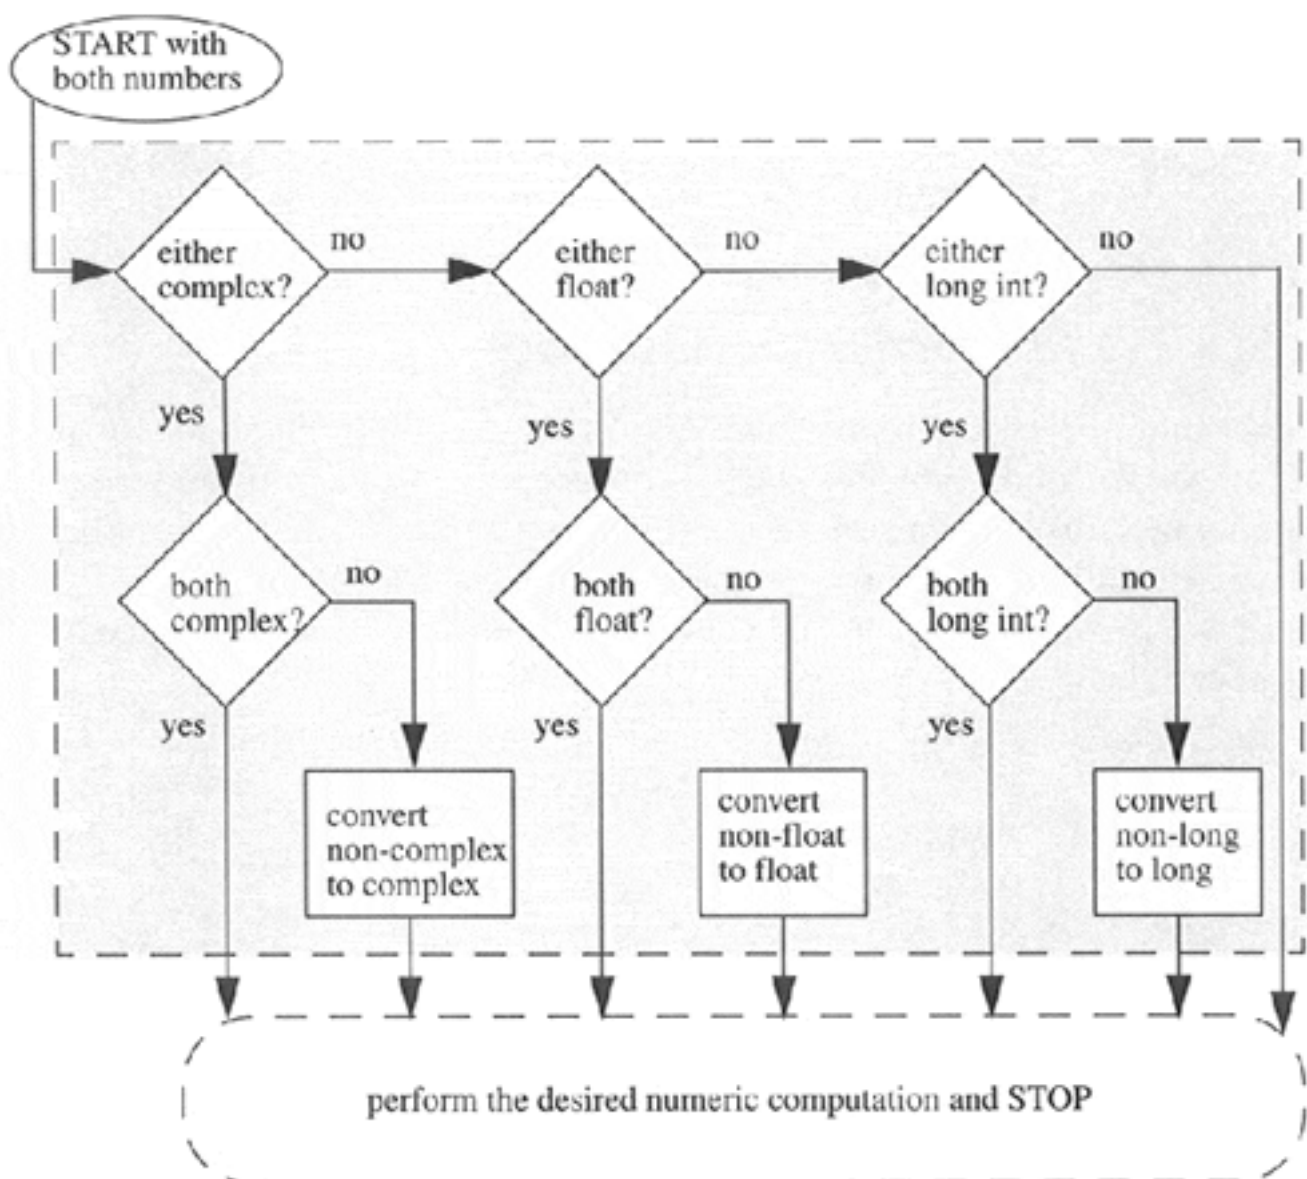 START with
both numbers
either
complex?
no
either
float?
no
either
long int?
no
yes
yes
yes
both
complex?
no
both
float?
no
both
long int?
no
yes
yes
yes
convert
non-complex
to complex
convert
non-float
to float
convert
non-long
to long
perform the desired numeric computation and STOP